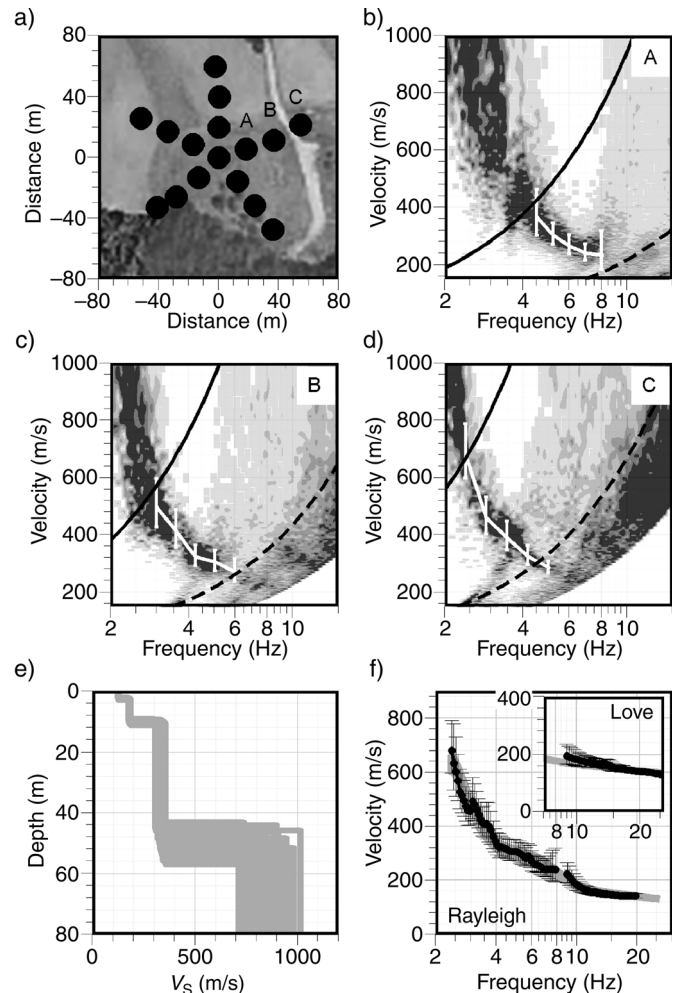 a)
80
40
0
−40
−80
Distance (m)
−80 −40 0 40 80
Distance (m)
A
B
C
b)
1000
800
600
400
200
Velocity (m/s)
2 4 6 8 10
Frequency (Hz)
A
c)
1000
800
600
400
200
Velocity (m/s)
2 4 6 8 10
Frequency (Hz)
B
d)
1000
800
600
400
200
Velocity (m/s)
2 4 6 8 10
Frequency (Hz)
C
e)
0
20
40
60
80
Depth (m)
0 500 1000
VS (m/s)
f)
800
600
400
200
0
Velocity (m/s)
2 4 6 8 10 20
Frequency (Hz)
Rayleigh
400
200
0
6 8 10 20
Love